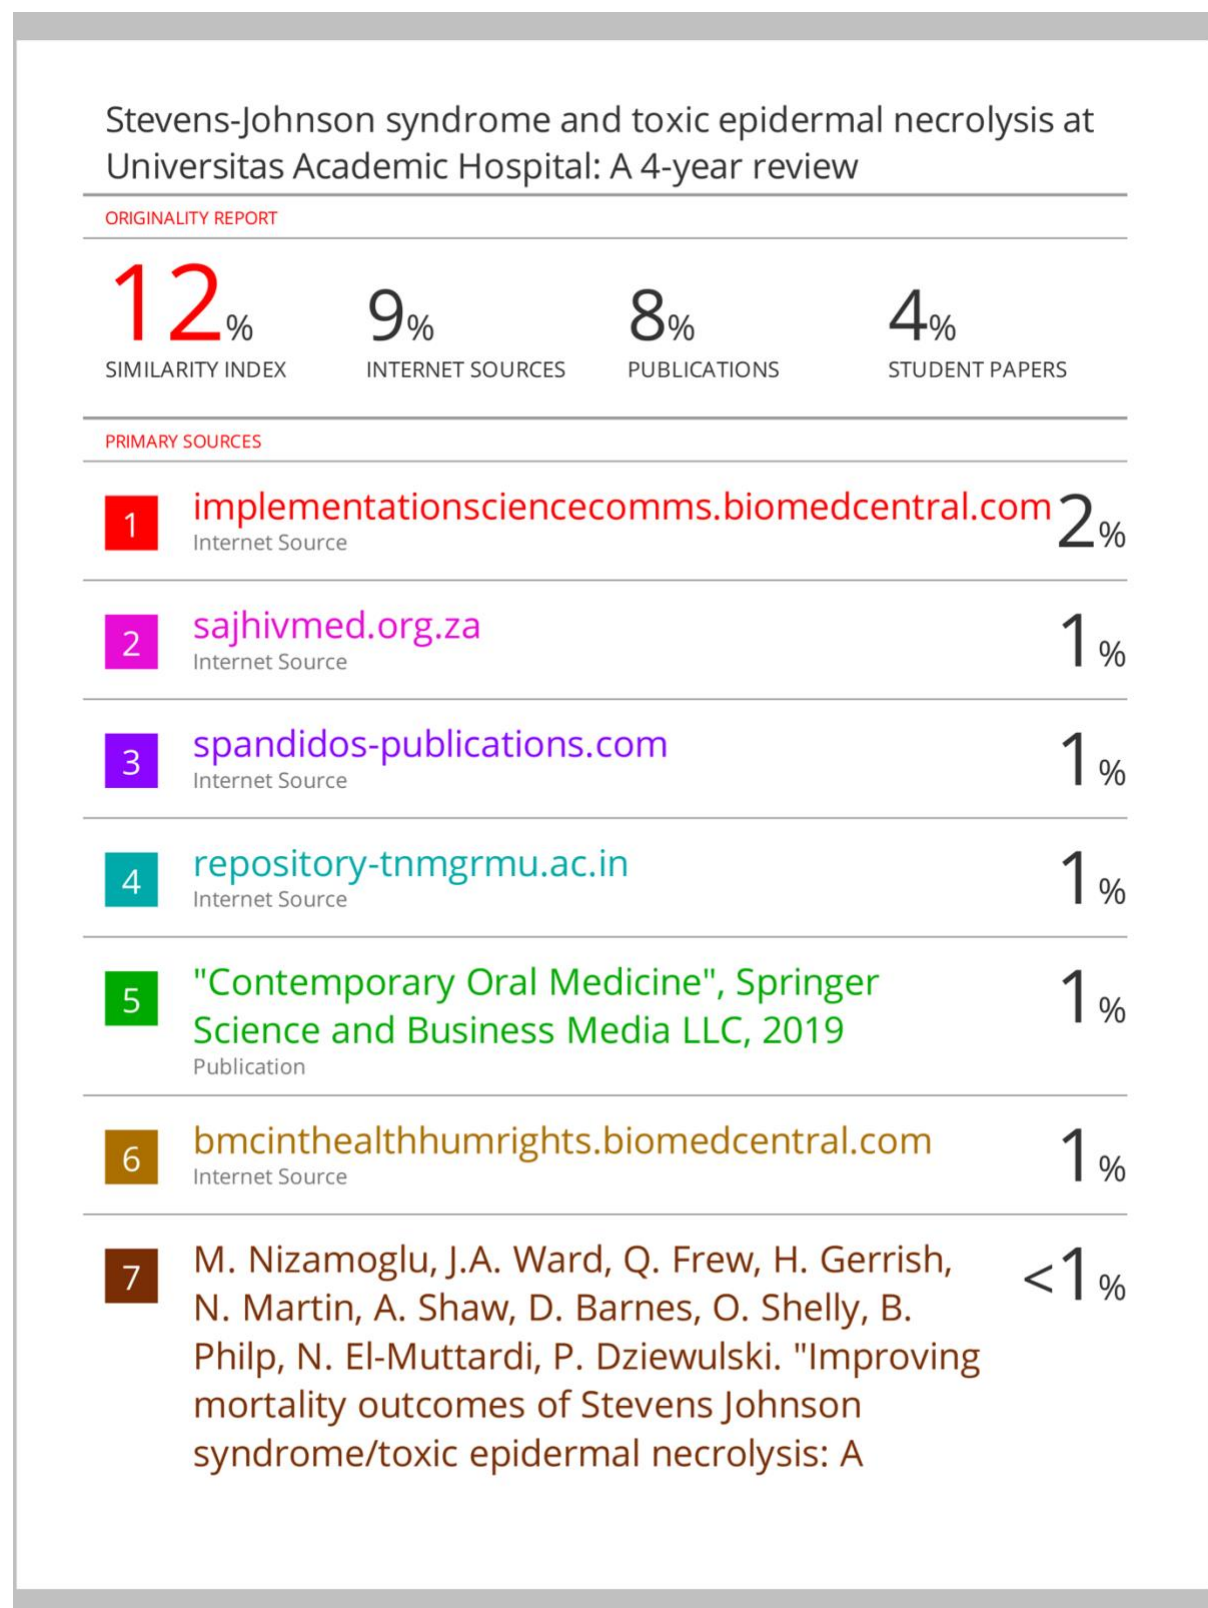 Stevens-Johnson syndrome and toxic epidermal necrolysis at
Universitas Academic Hospital: A 4-year review
ORIGINALITY REPORT
12%
SIMILARITY INDEX
9%
INTERNET SOURCES
8%
PUBLICATIONS
4%
STUDENT PAPERS
PRIMARY SOURCES
1 implementationsciencecomms.biomedcentral.com 2%
Internet Source
2 sajhivmed.org.za 1%
Internet Source
3 spandidos-publications.com 1%
Internet Source
4 repository-tnmgrmu.ac.in 1%
Internet Source
5 "Contemporary Oral Medicine", Springer 1%
Science and Business Media LLC, 2019
Publication
6 bmcinthealthhumrights.biomedcentral.com 1%
Internet Source
7 M. Nizamoglu, J.A. Ward, Q. Frew, H. Gerrish, <1%
N. Martin, A. Shaw, D. Barnes, O. Shelly, B.
Philp, N. El-Muttardi, P. Dziewulski. "Improving
mortality outcomes of Stevens Johnson
syndrome/toxic epidermal necrolysis: A